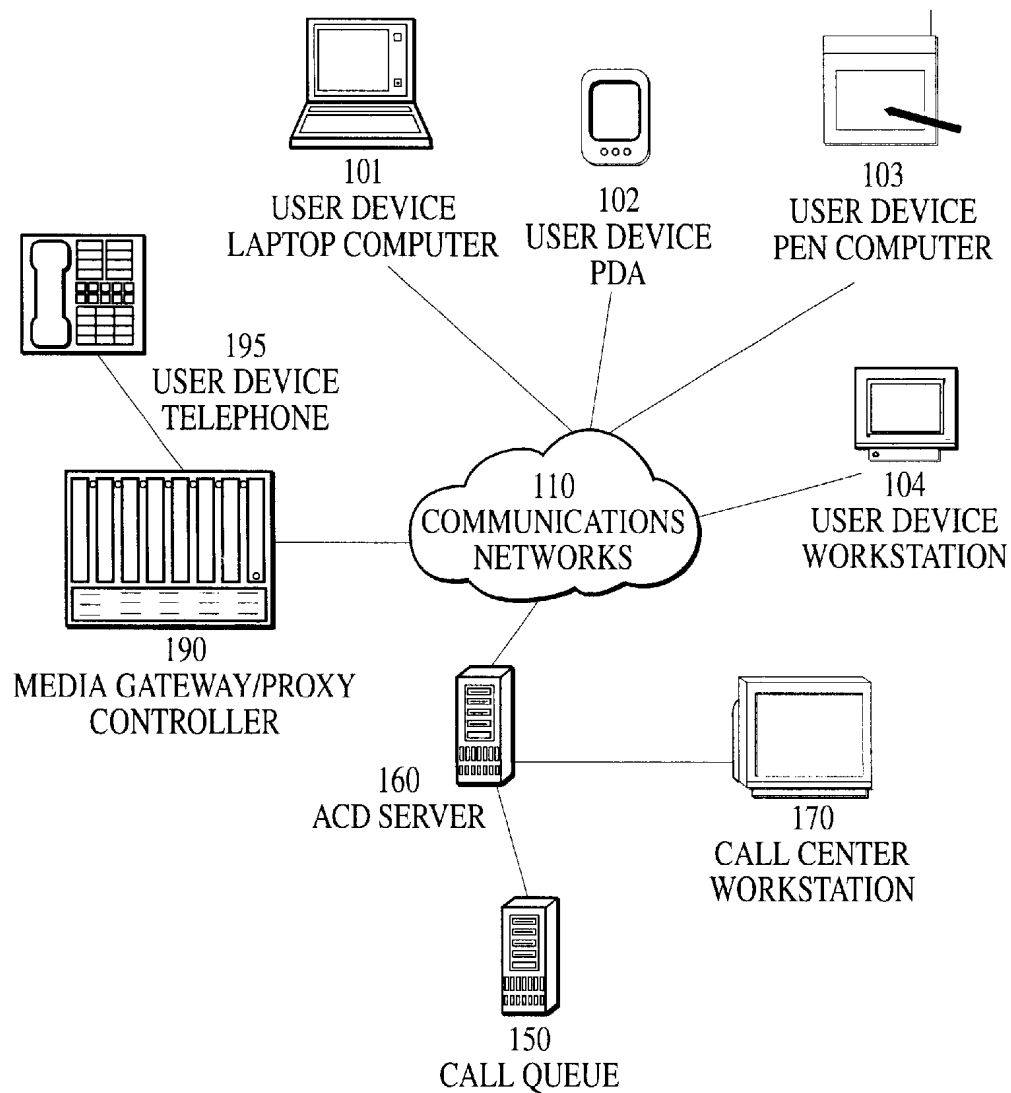 101
USER DEVICE
LAPTOP COMPUTER
102
USER DEVICE
PDA
103
USER DEVICE
PEN COMPUTER
195
USER DEVICE
TELEPHONE
104
USER DEVICE
WORKSTATION
110
COMMUNICATIONS
NETWORKS
190
MEDIA GATEWAY/PROXY
CONTROLLER
160
ACD SERVER
170
CALL CENTER
WORKSTATION
150
CALL QUEUE